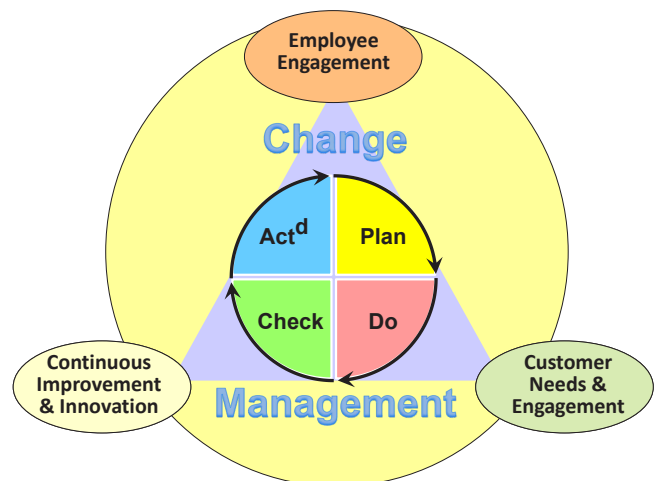 Employee
Engagement
Change
Act^d Plan
Check Do
Continuous
Improvement
& Innovation
Customer
Needs &
Engagement
Management